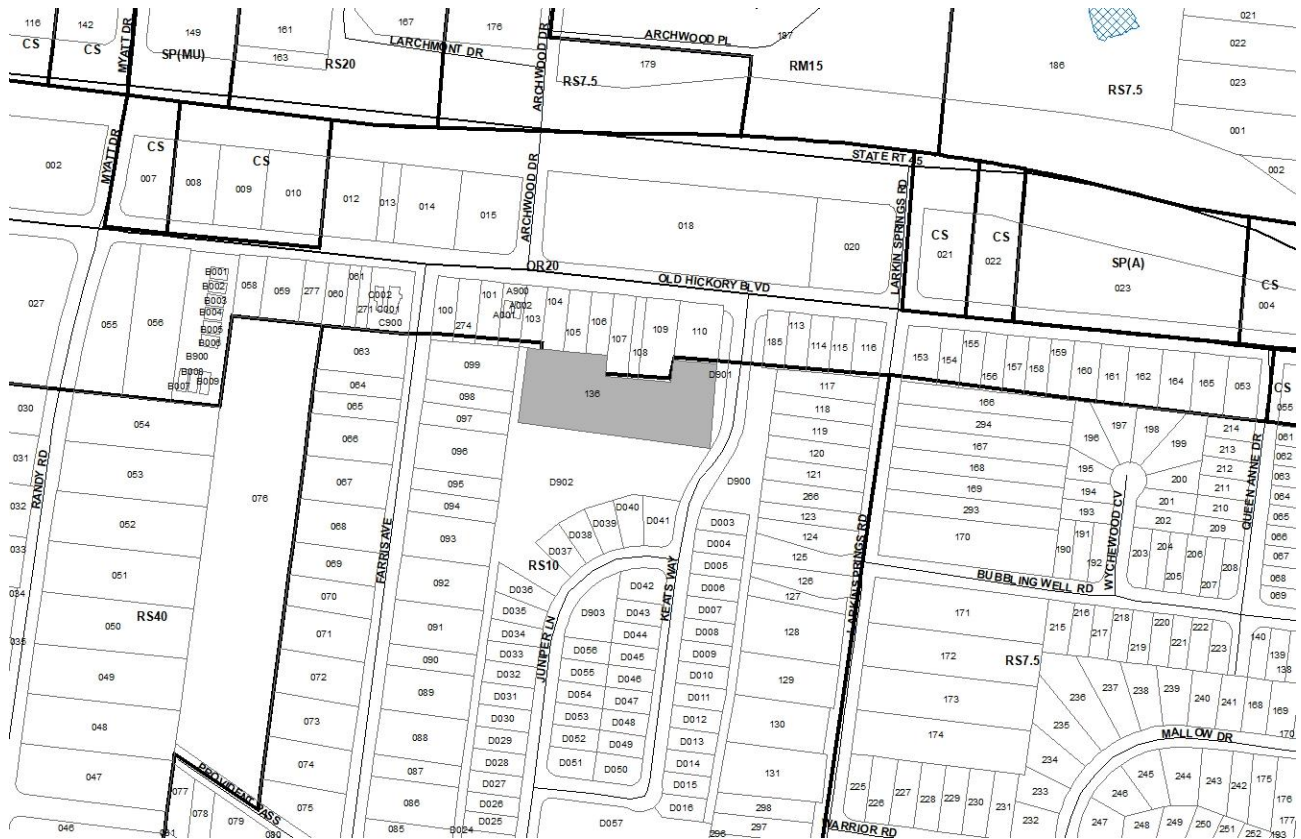 116
142
149
161
167
176
187
179
186
021
022
023
001
002
CS
CS
MYATT DR
SP(MU)
163
RS20
LARCHMONT DR
ARCHWOOD DR
ARCHWOOD PL
RS7.5
RM15
RS7.5
STATE RT 45
002
MYATT DR
CS
007
008
CS
009
010
012
013
014
015
ARCHWOOD DR
018
020
LARKIN SPRINGS RD
CS
021
CS
022
SP(A)
023
CS
004
OR20
OLD HICKORY BLVD
027
055
056
B001
B002
B003
B004
B005
B006
B900
B008
B007
B009
058
059
277
060
061
271
C002
C001
C900
100
274
101
A900
A002
A001
103
104
105
106
107
108
109
110
D901
185
113
114
115
116
153
154
155
156
157
158
159
160
161
162
164
165
053
CS
055
136
030
031
032
033
034
035
RANDY RD
054
053
052
051
050
RS40
049
048
047
046
076
063
064
065
066
067
068
069
070
071
072
073
074
075
FARRIS AVE
099
098
097
096
095
094
093
092
091
090
089
088
087
086
085
D902
D900
D037
D039
D040
D041
RS10
D036
D035
D034
D033
D032
D031
D030
D029
D028
D027
D026
D025
D024
JUNIPER LN
D903
D056
D055
D054
D053
D052
D051
D042
D043
D044
D045
D046
D047
D048
D049
D050
D057
KEATS WAY
D003
D004
D005
D006
D007
D008
D009
D010
D011
D012
D013
D014
D015
D016
117
118
119
120
121
266
123
124
125
126
127
128
129
130
131
298
297
296
LARKIN SPRINGS RD
166
294
167
168
169
293
170
196
197
198
199
195
194
193
200
201
202
190
191
192
WYCHEWOOD CV
203
204
205
206
207
208
214
213
212
211
210
209
QUEEN ANNE DR
061
062
063
064
065
066
067
068
069
BUBBLING WELL RD
171
172
RS7.5
173
174
215
216
217
218
219
220
221
222
223
140
139
138
235
236
237
238
239
240
241
168
169
170
234
233
MALLOW DR
245
244
243
242
175
176
177
246
247
248
249
250
251
252
193
225
226
227
228
229
230
231
232
WARRIOR RD
PROVIDENT PASS
077
078
079
080
081